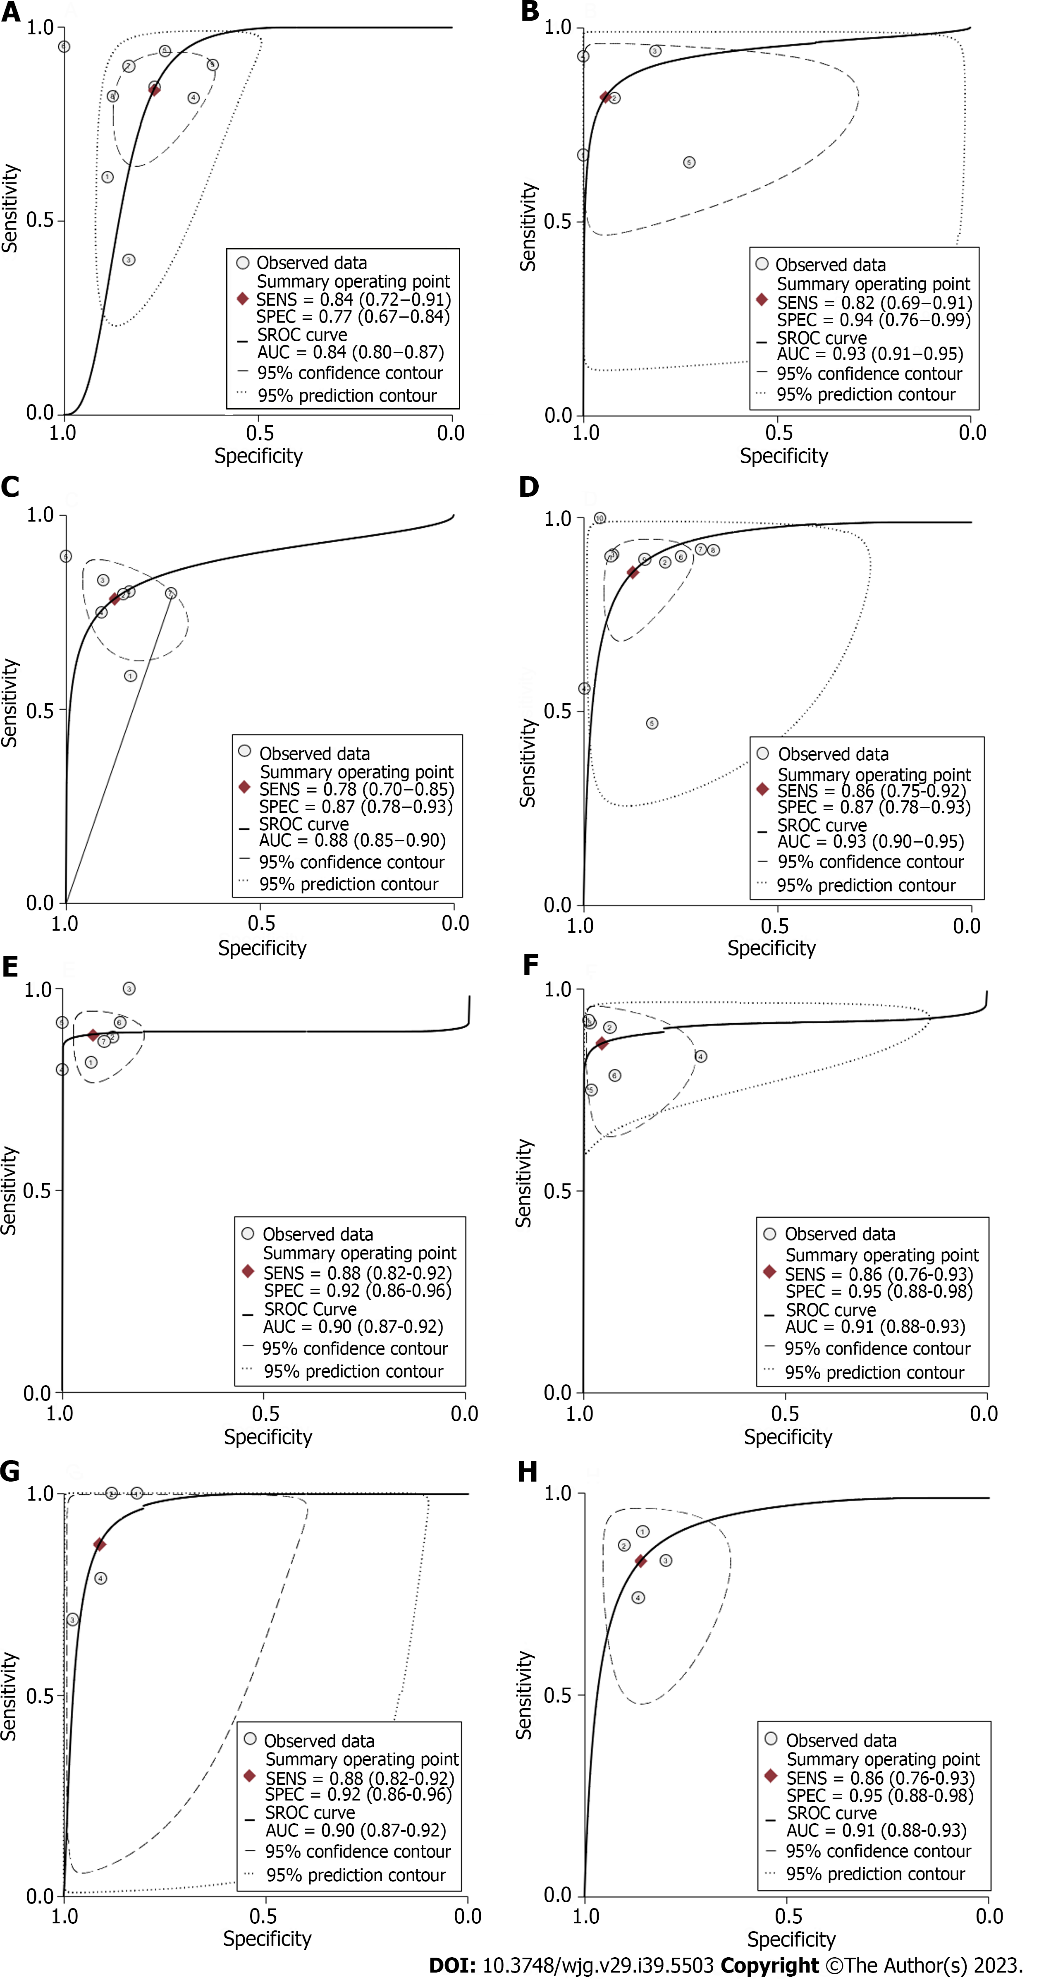 A
1.0
Sensitivity
0.5
0.0
1.0 0.5 0.0
Specificity
Observed data
Summary operating point
SENS = 0.84 (0.72−0.91)
SPEC = 0.77 (0.67−0.84)
SROC curve
AUC = 0.84 (0.80−0.87)
95% confidence contour
95% prediction contour
B
1.0
Sensitivity
0.5
0.0
1.0 0.5 0.0
Specificity
Observed data
Summary operating point
SENS = 0.82 (0.69−0.91)
SPEC = 0.94 (0.76−0.99)
SROC curve
AUC = 0.93 (0.91−0.95)
95% confidence contour
95% prediction contour
C
1.0
Sensitivity
0.5
0.0
1.0 0.5 0.0
Specificity
Observed data
Summary operating point
SENS = 0.78 (0.70−0.85)
SPEC = 0.87 (0.78−0.93)
SROC curve
AUC = 0.88 (0.85−0.90)
95% confidence contour
95% prediction contour
D
1.0
Sensitivity
0.5
0.0
1.0 0.5 0.0
Specificity
Observed data
Summary operating point
SENS = 0.86 (0.75-0.92)
SPEC = 0.87 (0.78−0.93)
SROC curve
AUC = 0.93 (0.90−0.95)
95% confidence contour
95% prediction contour
E
1.0
Sensitivity
0.5
0.0
1.0 0.5 0.0
Specificity
Observed data
Summary operating point
SENS = 0.88 (0.82-0.92)
SPEC = 0.92 (0.86-0.96)
SROC Curve
AUC = 0.90 (0.87-0.92)
95% confidence contour
95% prediction contour
F
1.0
Sensitivity
0.5
0.0
1.0 0.5 0.0
Specificity
Observed data
Summary operating point
SENS = 0.86 (0.76-0.93)
SPEC = 0.95 (0.88-0.98)
SROC curve
AUC = 0.91 (0.88-0.93)
95% confidence contour
95% prediction contour
G
1.0
Sensitivity
0.5
0.0
1.0 0.5 0.0
Specificity
Observed data
Summary operating point
SENS = 0.88 (0.82-0.92)
SPEC = 0.92 (0.86-0.96)
SROC curve
AUC = 0.90 (0.87-0.92)
95% confidence contour
95% prediction contour
H
1.0
Sensitivity
0.5
0.0
1.0 0.5 0.0
Specificity
Observed data
Summary operating point
SENS = 0.86 (0.76-0.93)
SPEC = 0.95 (0.88-0.98)
SROC curve
AUC = 0.91 (0.88-0.93)
95% confidence contour
95% prediction contour
DOI: 10.3748/wjg.v29.i39.5503 Copyright ©The Author(s) 2023.